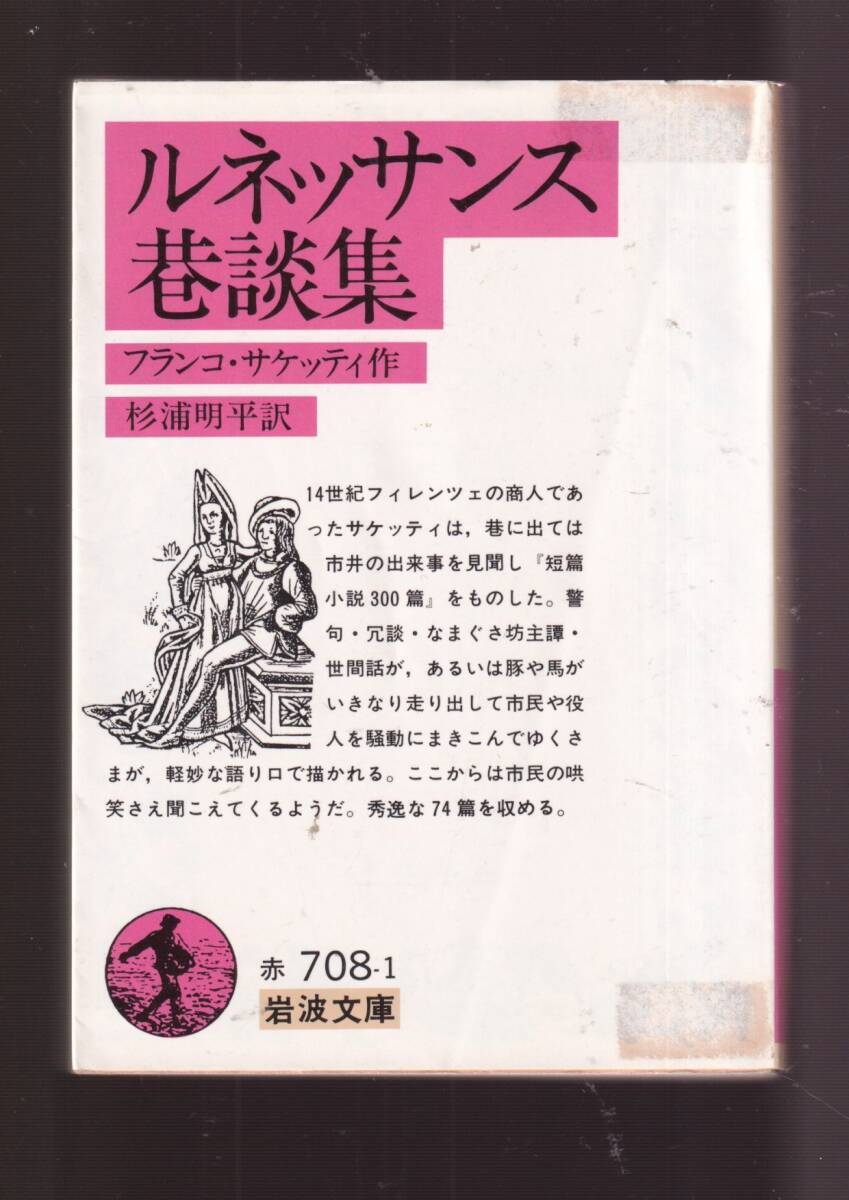 ルネッサンス
巷談集
フランコ・サケッティ作
杉浦明平訳
14世紀フィレンツェの商人であ
ったサケッティは，巷に出ては
市井の出来事を見聞し『短篇
小説300篇』をものした。警
句・冗談・なまぐさ坊主譚・
世間話が，あるいは豚や馬が
いきなり走り出して市民や役
人を騒動にまきこんでゆくさ
まが，軽妙な語り口で描かれる。ここからは市民の哄
笑さえ聞こえてくるようだ。秀逸な74篇を収める。
赤 708-1
岩波文庫